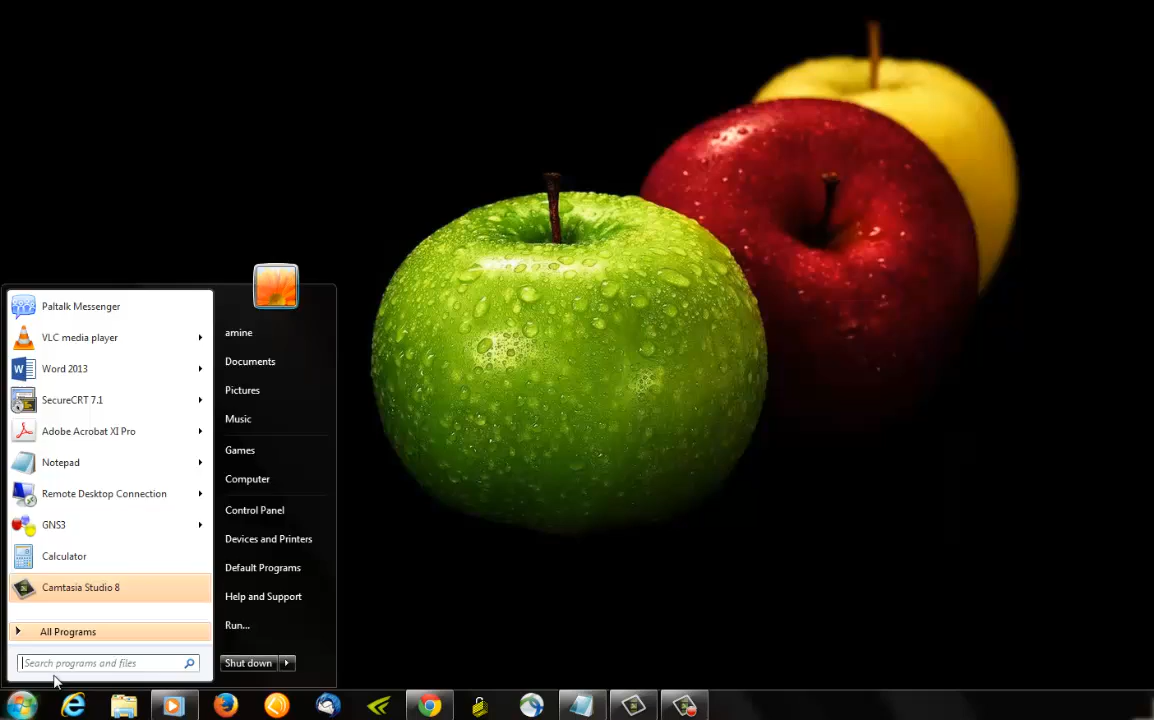 Paltalk Messenger
VLC media player
Word 2013
SecureCRT 7.1
Adobe Acrobat XI Pro
Notepad
Remote Desktop Connection
GNS3
Calculator
Camtasia Studio 8
All Programs
Search programs and files
amine
Documents
Pictures
Music
Games
Computer
Control Panel
Devices and Printers
Default Programs
Help and Support
Run...
Shut down